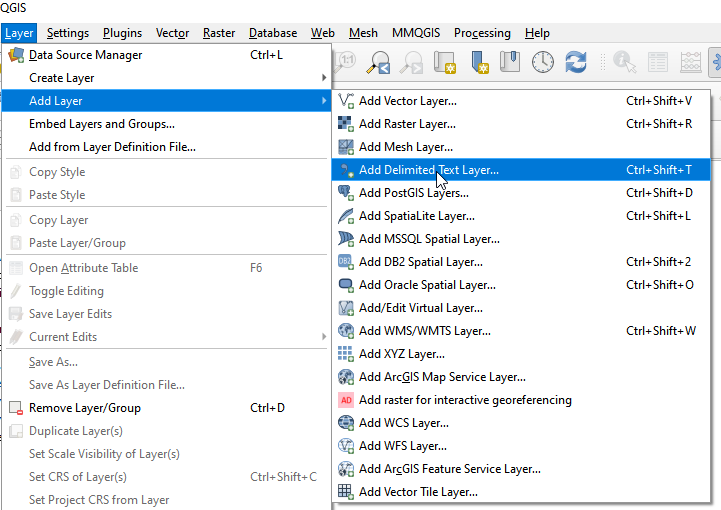 QGIS
Layer Settings Plugins Vector Raster Database Web Mesh MMQGIS Processing Help
Data Source Manager Ctrl+L
Create Layer
Add Layer
Embed Layers and Groups...
Add from Layer Definition File...
Copy Style
Paste Style
Copy Layer
Paste Layer/Group
Open Attribute Table F6
Toggle Editing
Save Layer Edits
Current Edits
Save As...
Save As Layer Definition File...
Remove Layer/Group Ctrl+D
Duplicate Layer(s)
Set Scale Visibility of Layer(s)
Set CRS of Layer(s) Ctrl+Shift+C
Set Project CRS from Layer
1:1
Add Vector Layer... Ctrl+Shift+V
Add Raster Layer... Ctrl+Shift+R
Add Mesh Layer...
Add Delimited Text Layer... Ctrl+Shift+T
Add PostGIS Layers... Ctrl+Shift+D
Add SpatiaLite Layer... Ctrl+Shift+L
Add MSSQL Spatial Layer...
DB2 Add DB2 Spatial Layer... Ctrl+Shift+2
Add Oracle Spatial Layer... Ctrl+Shift+O
Add/Edit Virtual Layer...
Add WMS/WMTS Layer... Ctrl+Shift+W
Add XYZ Layer...
Add ArcGIS Map Service Layer...
AD Add raster for interactive georeferencing
Add WCS Layer...
Add WFS Layer...
Add ArcGIS Feature Service Layer...
Add Vector Tile Layer...